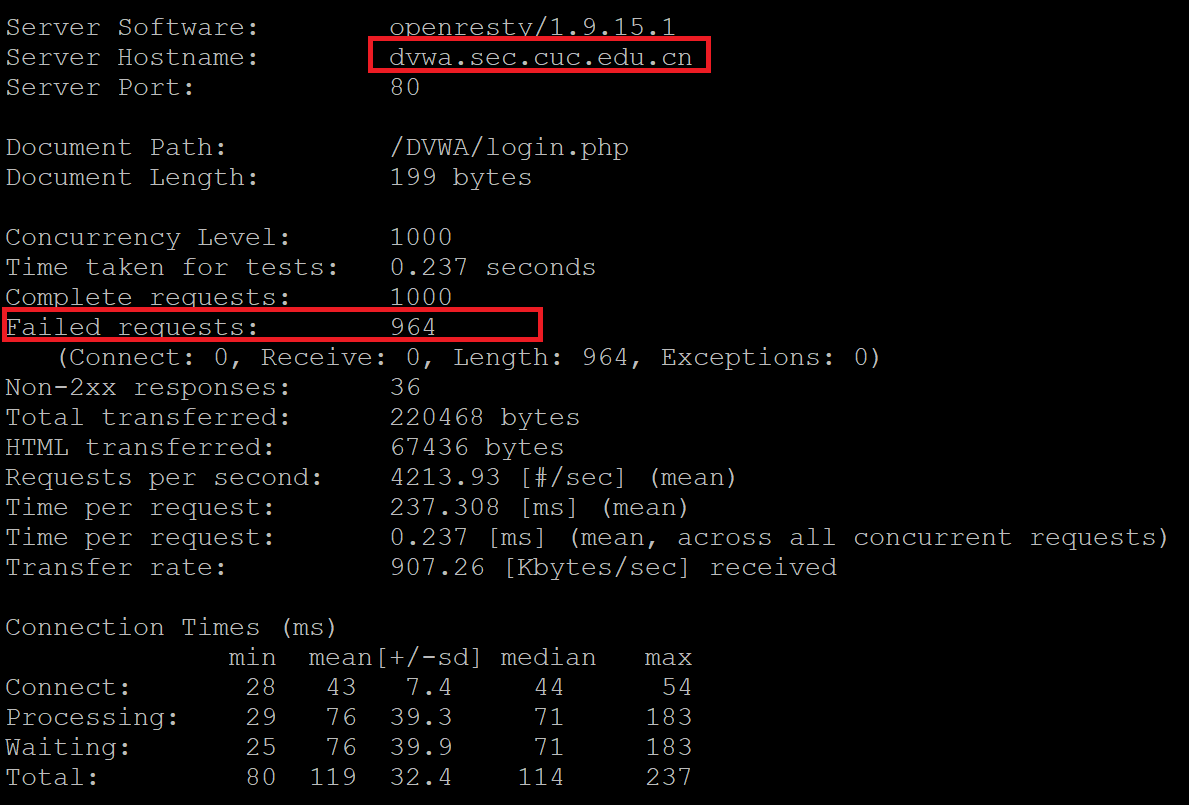 Server Software: openresty/1.9.15.1
Server Hostname: dvwa.sec.cuc.edu.cn
Server Port: 80
Document Path: /DVWA/login.php
Document Length: 199 bytes
Concurrency Level: 1000
Time taken for tests: 0.237 seconds
Complete requests: 1000
Failed requests: 964
(Connect: 0, Receive: 0, Length: 964, Exceptions: 0)
Non-2xx responses: 36
Total transferred: 220468 bytes
HTML transferred: 67436 bytes
Requests per second: 4213.93 [#/sec] (mean)
Time per request: 237.308 [ms] (mean)
Time per request: 0.237 [ms] (mean, across all concurrent requests)
Transfer rate: 907.26 [Kbytes/sec] received
Connection Times (ms)
min mean[+/-sd] median max
Connect: 28 43 7.4 44 54
Processing: 29 76 39.3 71 183
Waiting: 25 76 39.9 71 183
Total: 80 119 32.4 114 237